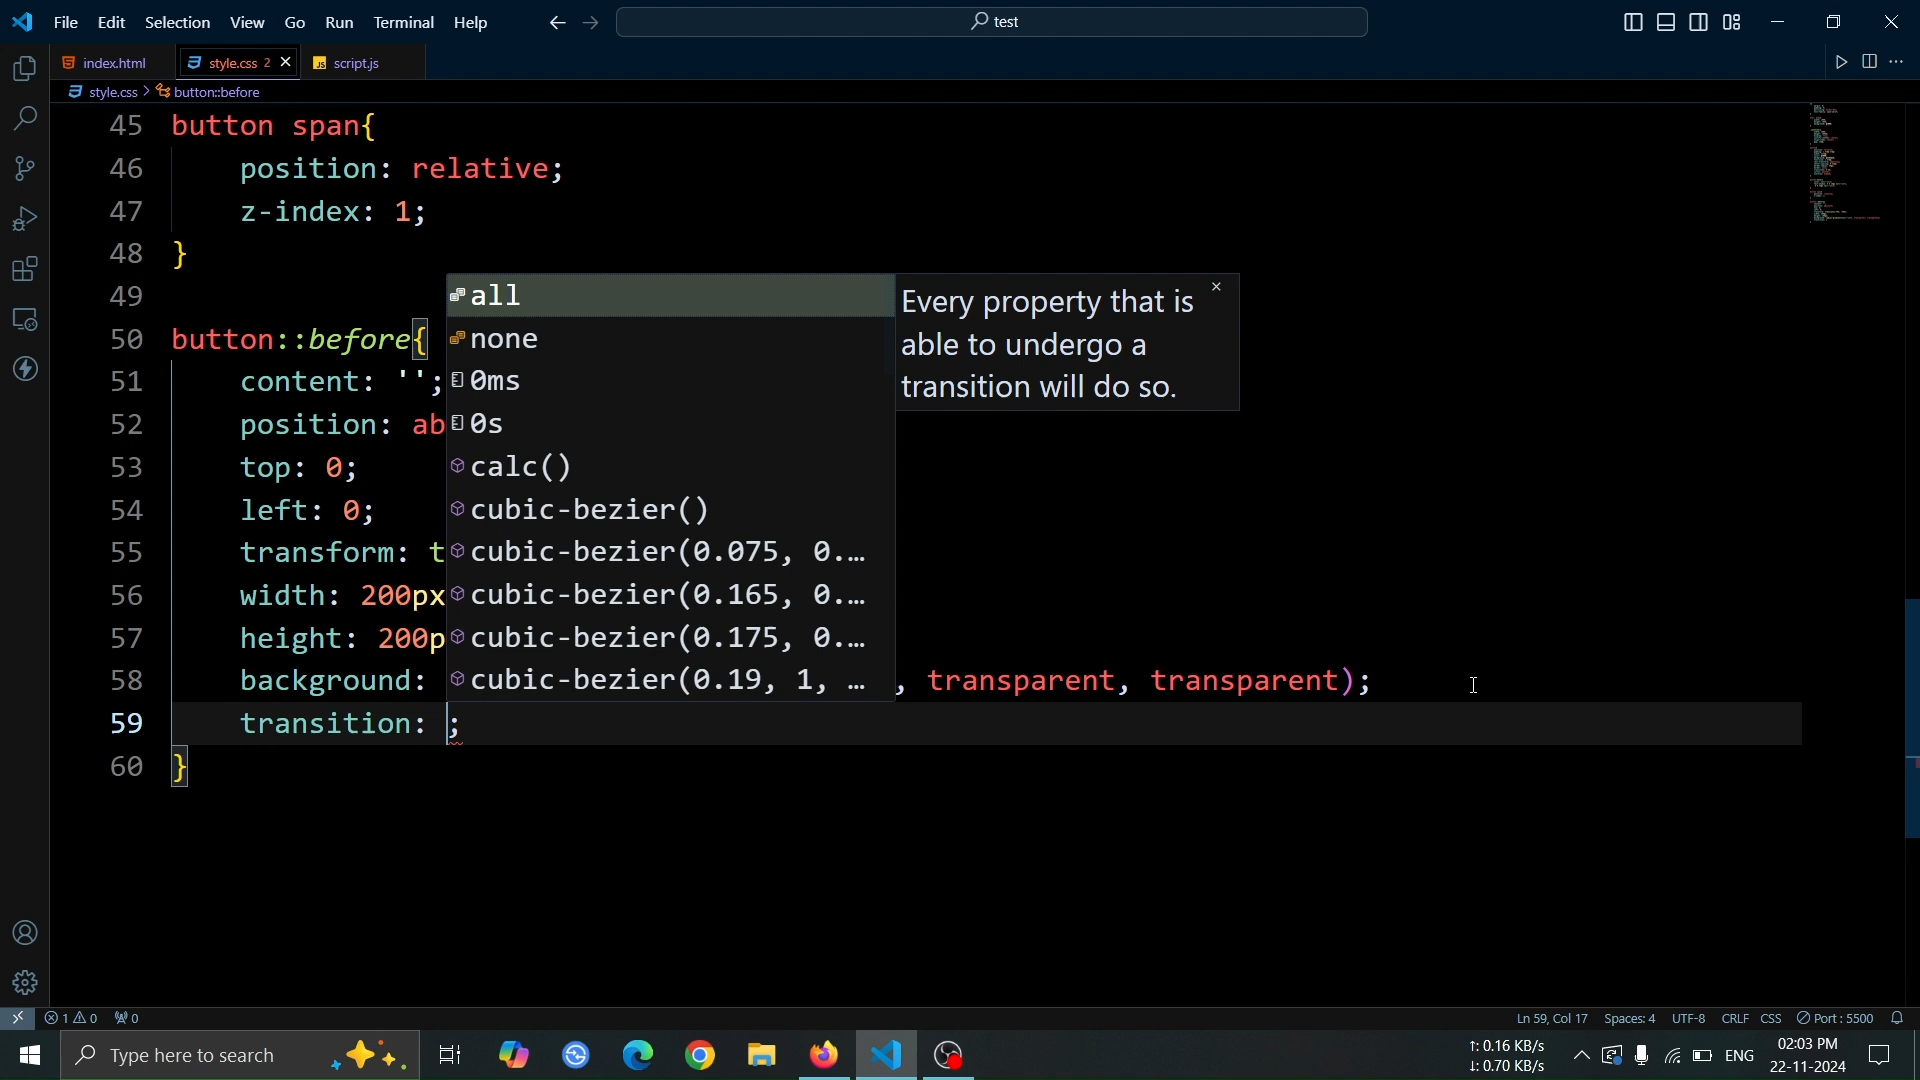 File Edit Selection View Go Run Terminal Help
test
index.html
style.css 2
JS script.js
style.css > button::before
45 button span{
46 position: relative;
47 z-index: 1;
48 }
49
50 button::before{
51 content: '';
52 position: ab
53 top: 0;
54 left: 0;
55 transform: t
56 width: 200px
57 height: 200p
58 background: , transparent, transparent);
59 transition: ;
60 }
all
none
0ms
0s
calc()
cubic-bezier()
cubic-bezier(0.075, 0.…
cubic-bezier(0.165, 0.…
cubic-bezier(0.175, 0.…
cubic-bezier(0.19, 1, …
Every property that is
able to undergo a
transition will do so.
1 0 0
Ln 59, Col 17 Spaces: 4 UTF-8 CRLF CSS Port : 5500
Type here to search
↑: 0.16 KB/s
↓: 0.70 KB/s
ENG
02:03 PM
22-11-2024